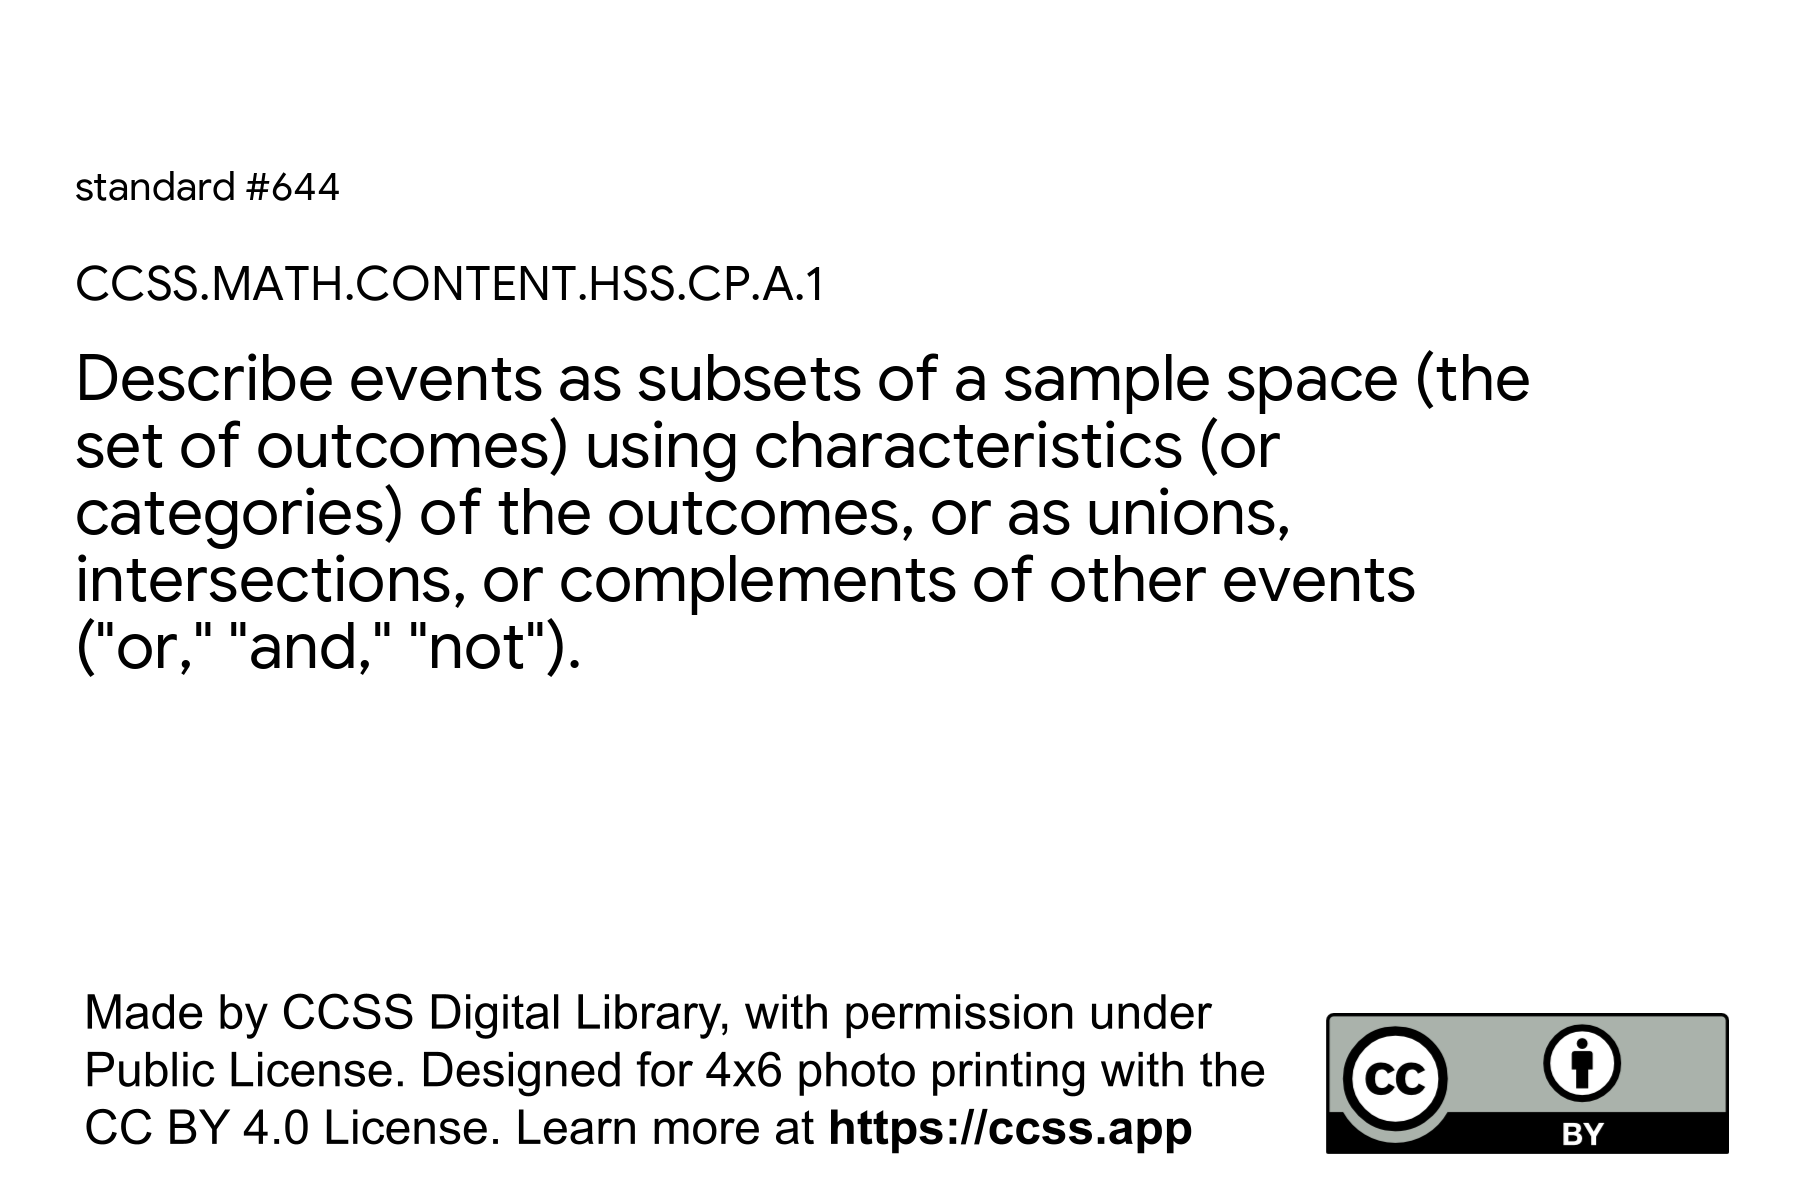 standard #644
CCSS.MATH.CONTENT.HSS.CP.A.1
Describe events as subsets of a sample space (the
set of outcomes) using characteristics (or
categories) of the outcomes, or as unions,
intersections, or complements of other events
("or," "and," "not").
Made by CCSS Digital Library, with permission under
Public License. Designed for 4x6 photo printing with the
CC BY 4.0 License. Learn more at https://ccss.app
CC
BY